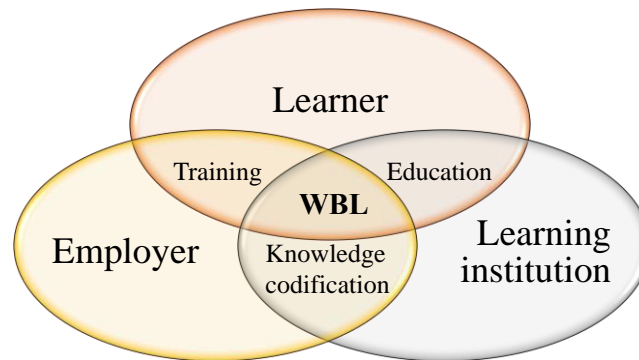 Learner
Training
Education
WBL
Employer
Learning
institution
Knowledge
codification